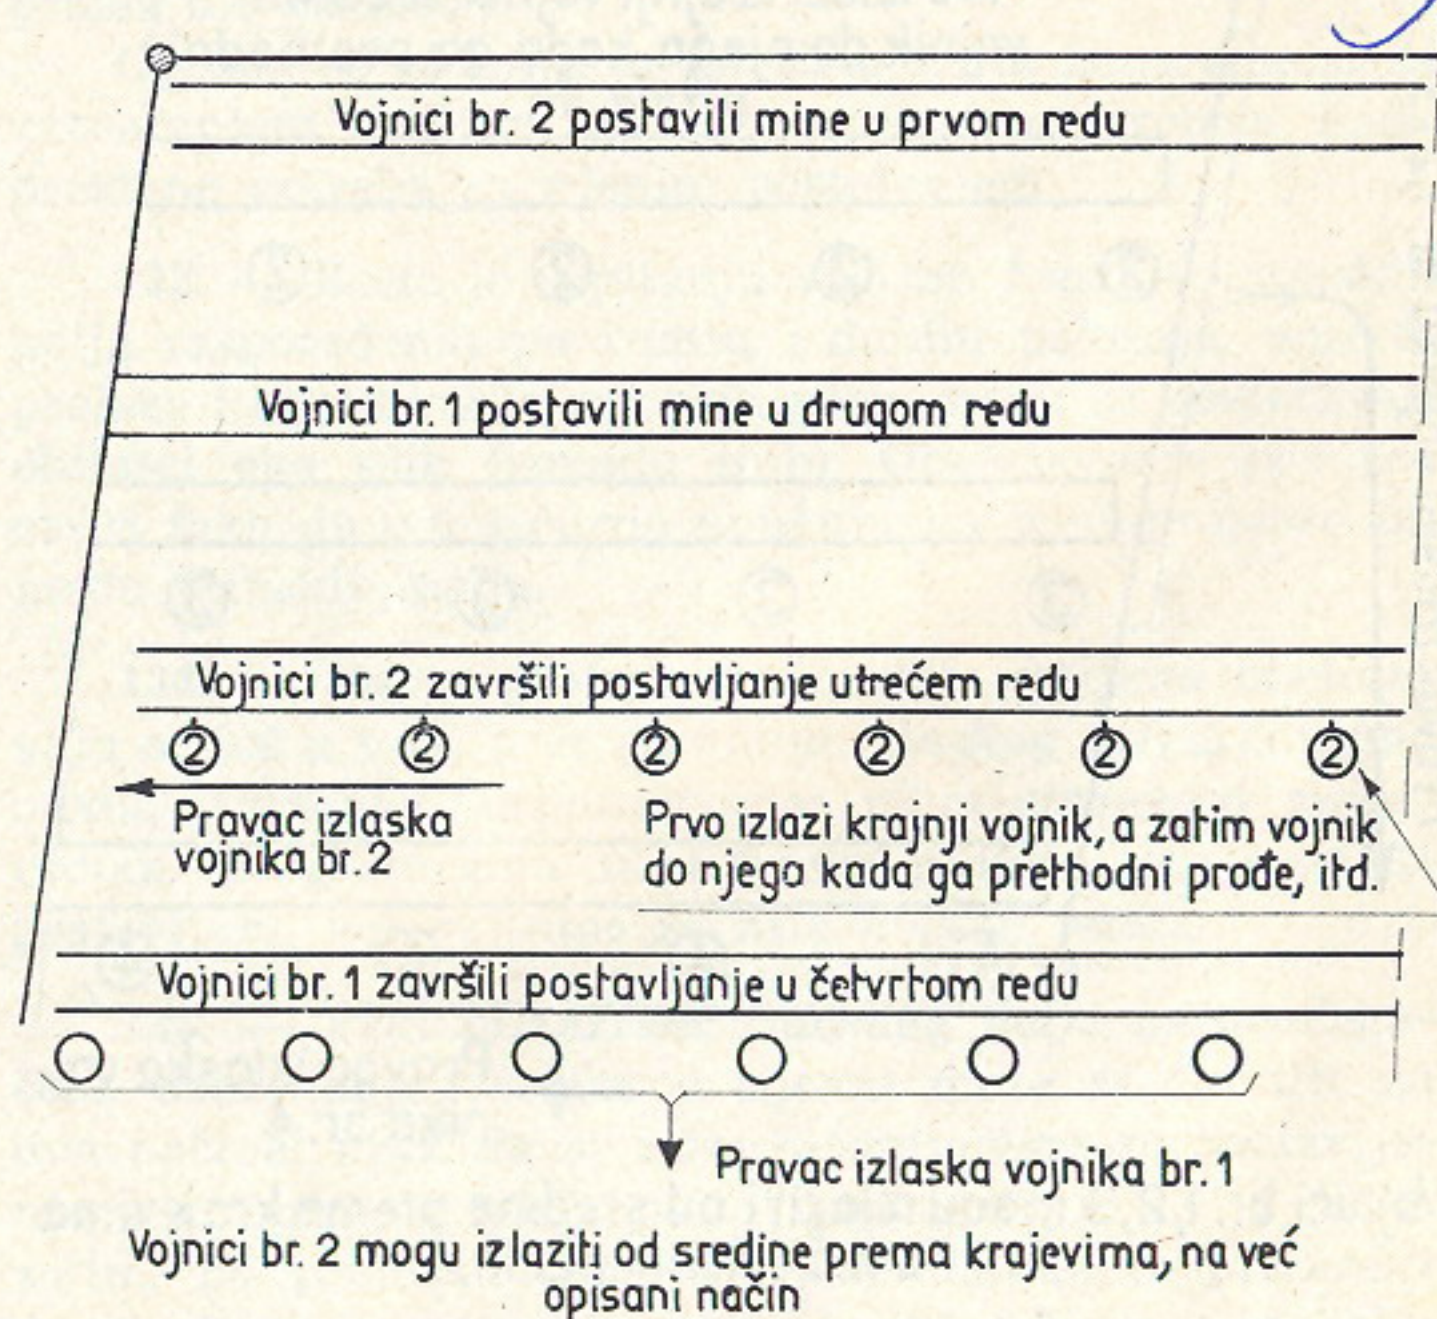 Vojnici br. 2 postavili mine u prvom redu
Vojnici br. 1 postavili mine u drugom redu
Vojnici br. 2 završili postavljanje u trećem redu
2 2 2 2 2 2
Pravac izlaska
vojnika br. 2
Prvo izlazi krajnji vojnik, a zatim vojnik
do njega kada ga prethodni prođe, itd.
Vojnici br. 1 završili postavljanje u četvrtom redu
Pravac izlaska vojnika br. 1
Vojnici br. 2 mogu izlaziti od sredine prema krajevima, na već
opisani način